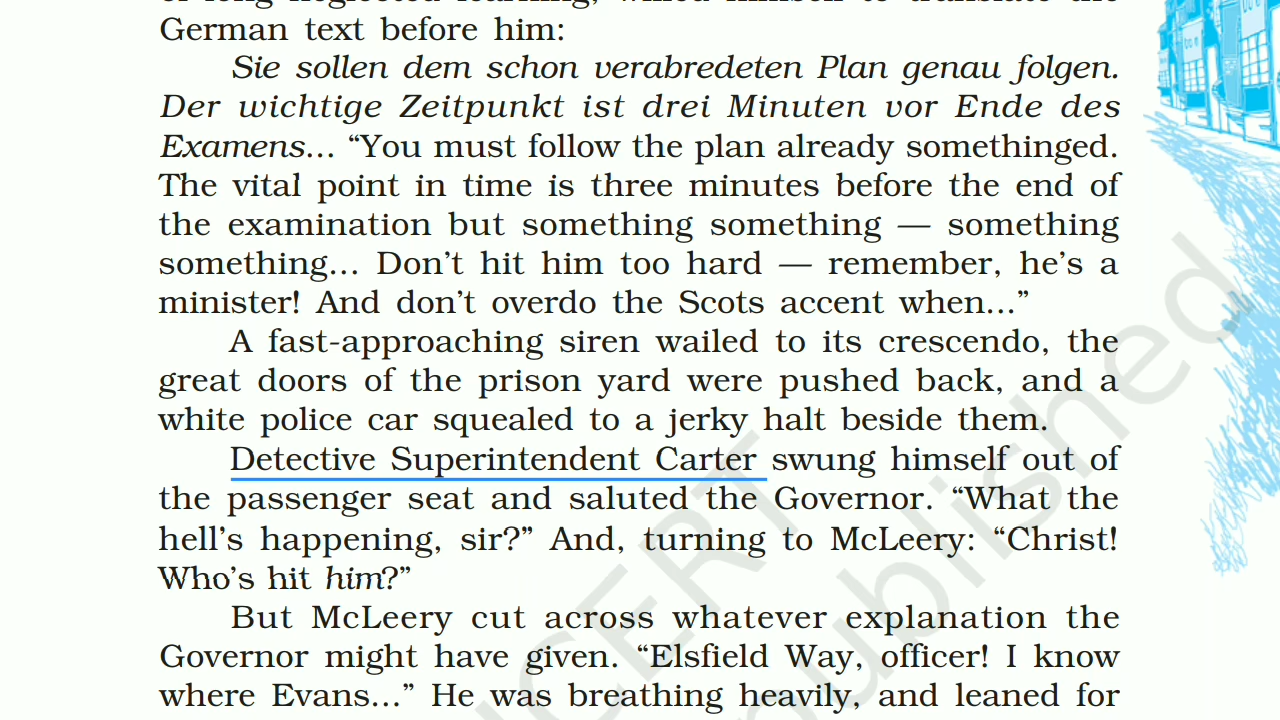 German text before him:
Sie sollen dem schon verabredeten Plan genau folgen.
Der wichtige Zeitpunkt ist drei Minuten vor Ende des
Examens... “You must follow the plan already somethinged.
The vital point in time is three minutes before the end of
the examination but something something — something
something... Don’t hit him too hard — remember, he’s a
minister! And don’t overdo the Scots accent when...”
A fast-approaching siren wailed to its crescendo, the
great doors of the prison yard were pushed back, and a
white police car squealed to a jerky halt beside them.
Detective Superintendent Carter swung himself out of
the passenger seat and saluted the Governor. “What the
hell’s happening, sir?” And, turning to McLeery: “Christ!
Who’s hit him?”
But McLeery cut across whatever explanation the
Governor might have given. “Elsfield Way, officer! I know
where Evans...” He was breathing heavily, and leaned for
NCERT
published